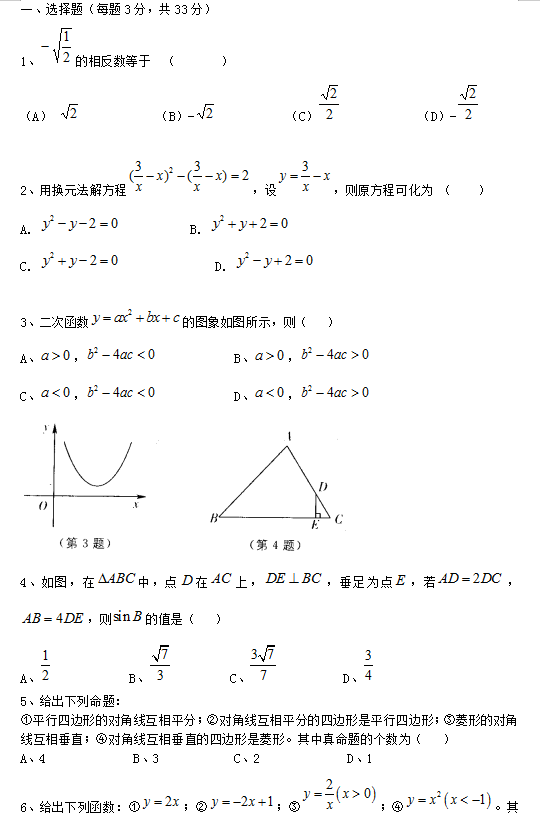 一、选择题(每题3分,共33分)
1、$-\sqrt{\frac{1}{2}}$的相反数等于 ( )
(A) $\sqrt{2}$ (B)$-\sqrt{2}$ (C)$\frac{\sqrt{2}}{2}$ (D)$-\frac{\sqrt{2}}{2}$
2、用换元法解方程$(\frac{3}{x}-x)^2-(\frac{3}{x}-x)=2$,设$y=\frac{3}{x}-x$,则原方程可化为 ( )
A. $y^2-y-2=0$ B. $y^2+y+2=0$
C. $y^2+y-2=0$ D. $y^2-y+2=0$
3、二次函数$y=ax^2+bx+c$的图象如图所示,则( )
A、$a>0$,$b^2-4ac<0$ B、$a>0$,$b^2-4ac>0$
C、$a<0$,$b^2-4ac<0$ D、$a<0$,$b^2-4ac>0$
y
O
x
(第3题)
A
D
B
E
C
(第4题)
4、如图,在$\Delta ABC$中,点$D$在$AC$上,$DE\perp BC$,垂足为点$E$,若$AD=2DC$,
$AB=4DE$,则$\sin B$的值是( )
A、$\frac{1}{2}$ B、$\frac{\sqrt{7}}{3}$ C、$\frac{3\sqrt{7}}{7}$ D、$\frac{3}{4}$
5、给出下列命题:
①平行四边形的对角线互相平分;②对角线互相平分的四边形是平行四边形;③菱形的对角
线互相垂直;④对角线互相垂直的四边形是菱形。其中真命题的个数为( )
A、4 B、3 C、2 D、1
6、给出下列函数:①$y=2x$;②$y=-2x+1$;③$y=\frac{2}{x}(x>0)$;④$y=x^2(x<-1)$。其